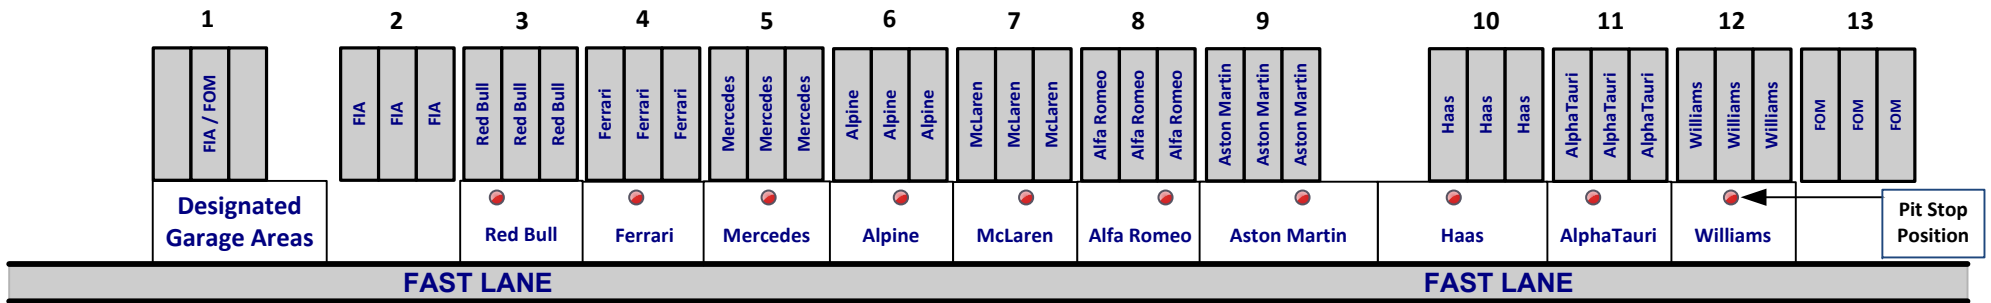 1 2 3 4 5 6 7 8 9 10 11 12 13
FIA / FOM
FIA FIA FIA
Red Bull Red Bull Red Bull
Ferrari Ferrari Ferrari
Mercedes Mercedes Mercedes
Alpine Alpine Alpine
McLaren McLaren McLaren
Alfa Romeo Alfa Romeo Alfa Romeo
Aston Martin Aston Martin Aston Martin
Haas Haas Haas
AlphaTauri AlphaTauri AlphaTauri
Williams Williams Williams
FOM FOM FOM
Designated
Garage Areas
Red Bull
Ferrari
Mercedes
Alpine
McLaren
Alfa Romeo
Aston Martin
Haas
AlphaTauri
Williams
Pit Stop
Position
FAST LANE FAST LANE